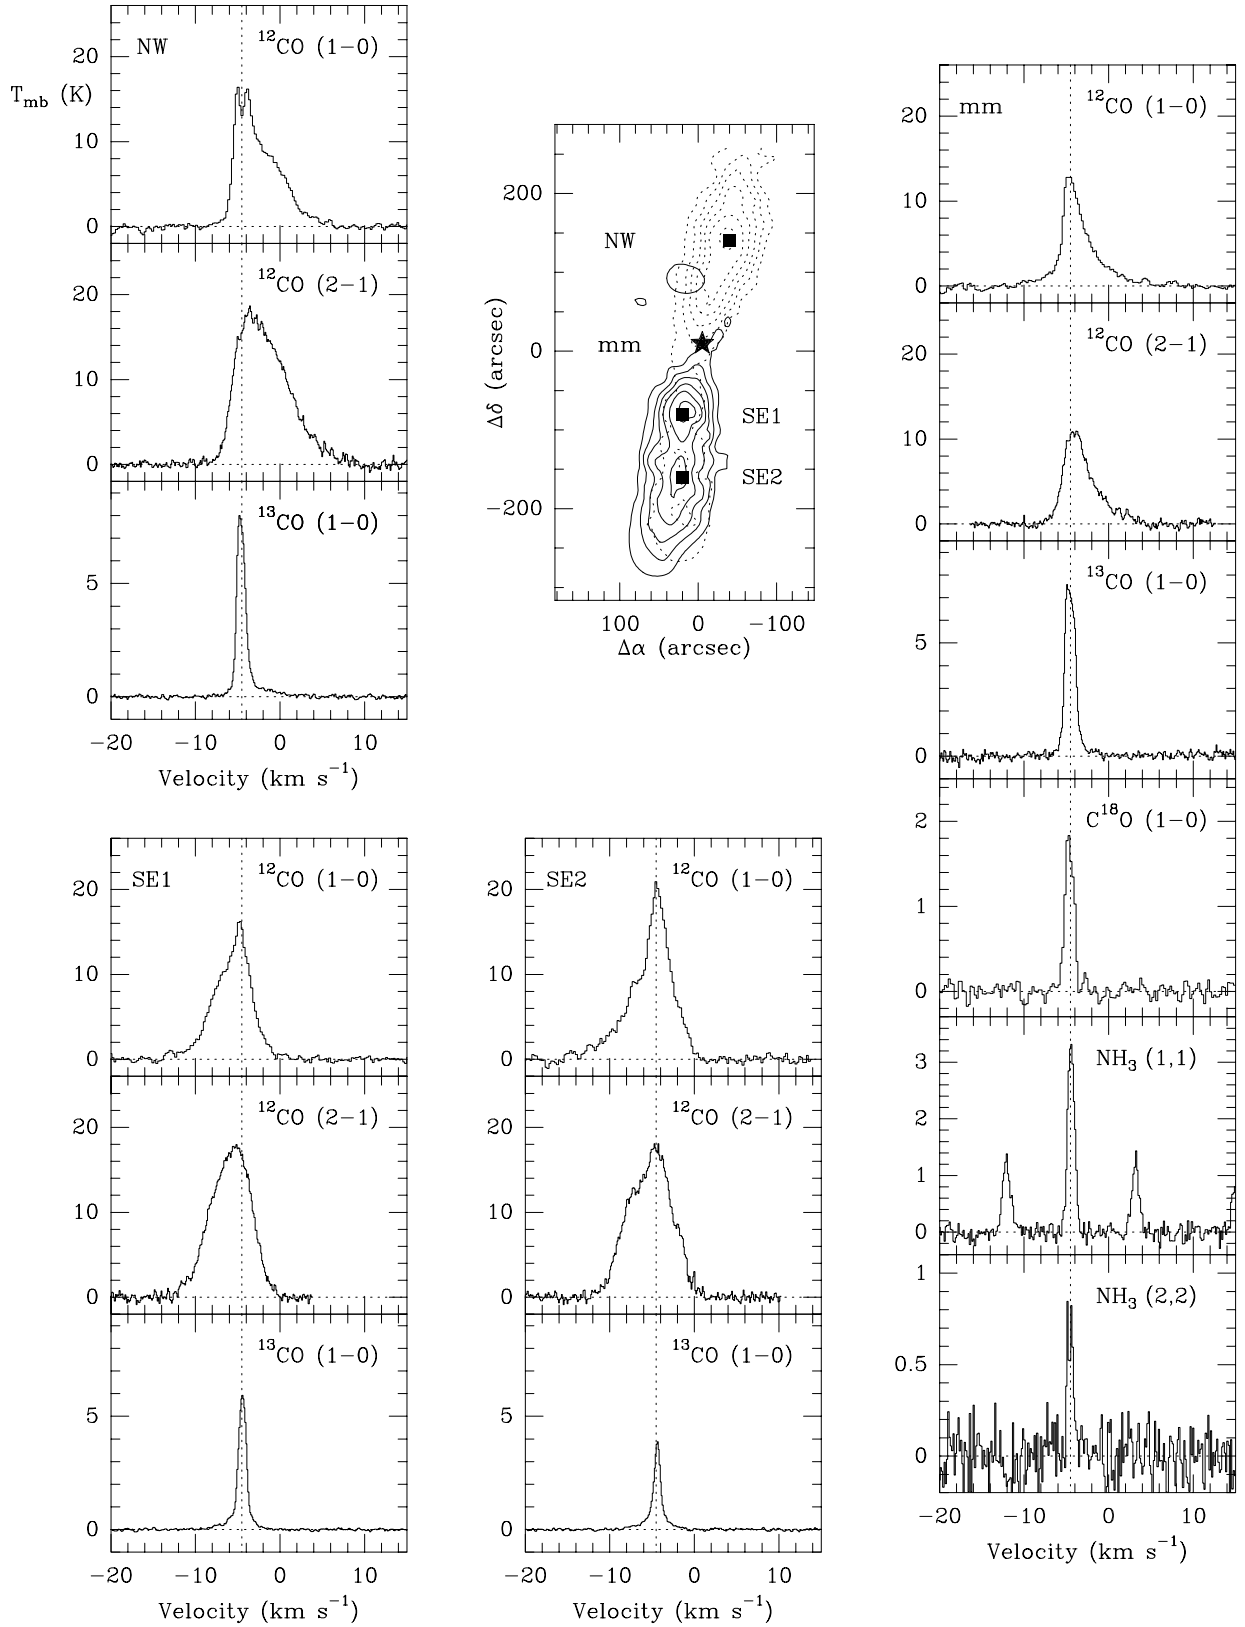 NW
¹²CO (1−0)
20
T_mb (K)
10
0
¹²CO (2−1)
20
10
0
¹³CO (1−0)
5
0
−20 −10 0 10
Velocity (km s⁻¹)
200
NW
Δδ (arcsec)
mm
0
SE1
SE2
−200
100 0 −100
Δα (arcsec)
mm
¹²CO (1−0)
20
10
0
¹²CO (2−1)
20
10
0
¹³CO (1−0)
5
0
C¹⁸O (1−0)
2
1
0
NH₃ (1,1)
3
2
1
0
NH₃ (2,2)
1
0.5
0
−20 −10 0 10
Velocity (km s⁻¹)
SE1
¹²CO (1−0)
20
10
0
¹²CO (2−1)
20
10
0
¹³CO (1−0)
5
0
−20 −10 0 10
Velocity (km s⁻¹)
SE2
¹²CO (1−0)
20
10
0
¹²CO (2−1)
20
10
0
¹³CO (1−0)
5
0
−20 −10 0 10
Velocity (km s⁻¹)